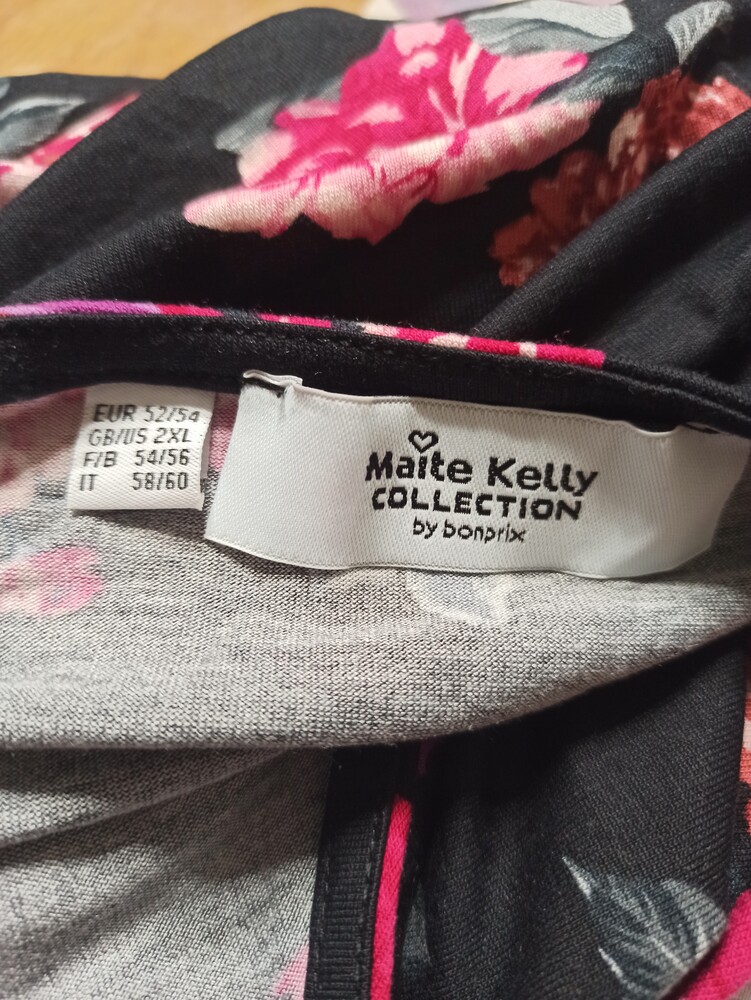 EUR 52/54
GB/US 2XL
F/B 54/56
IT 58/60
Maite Kelly
COLLECTION
by bonprix